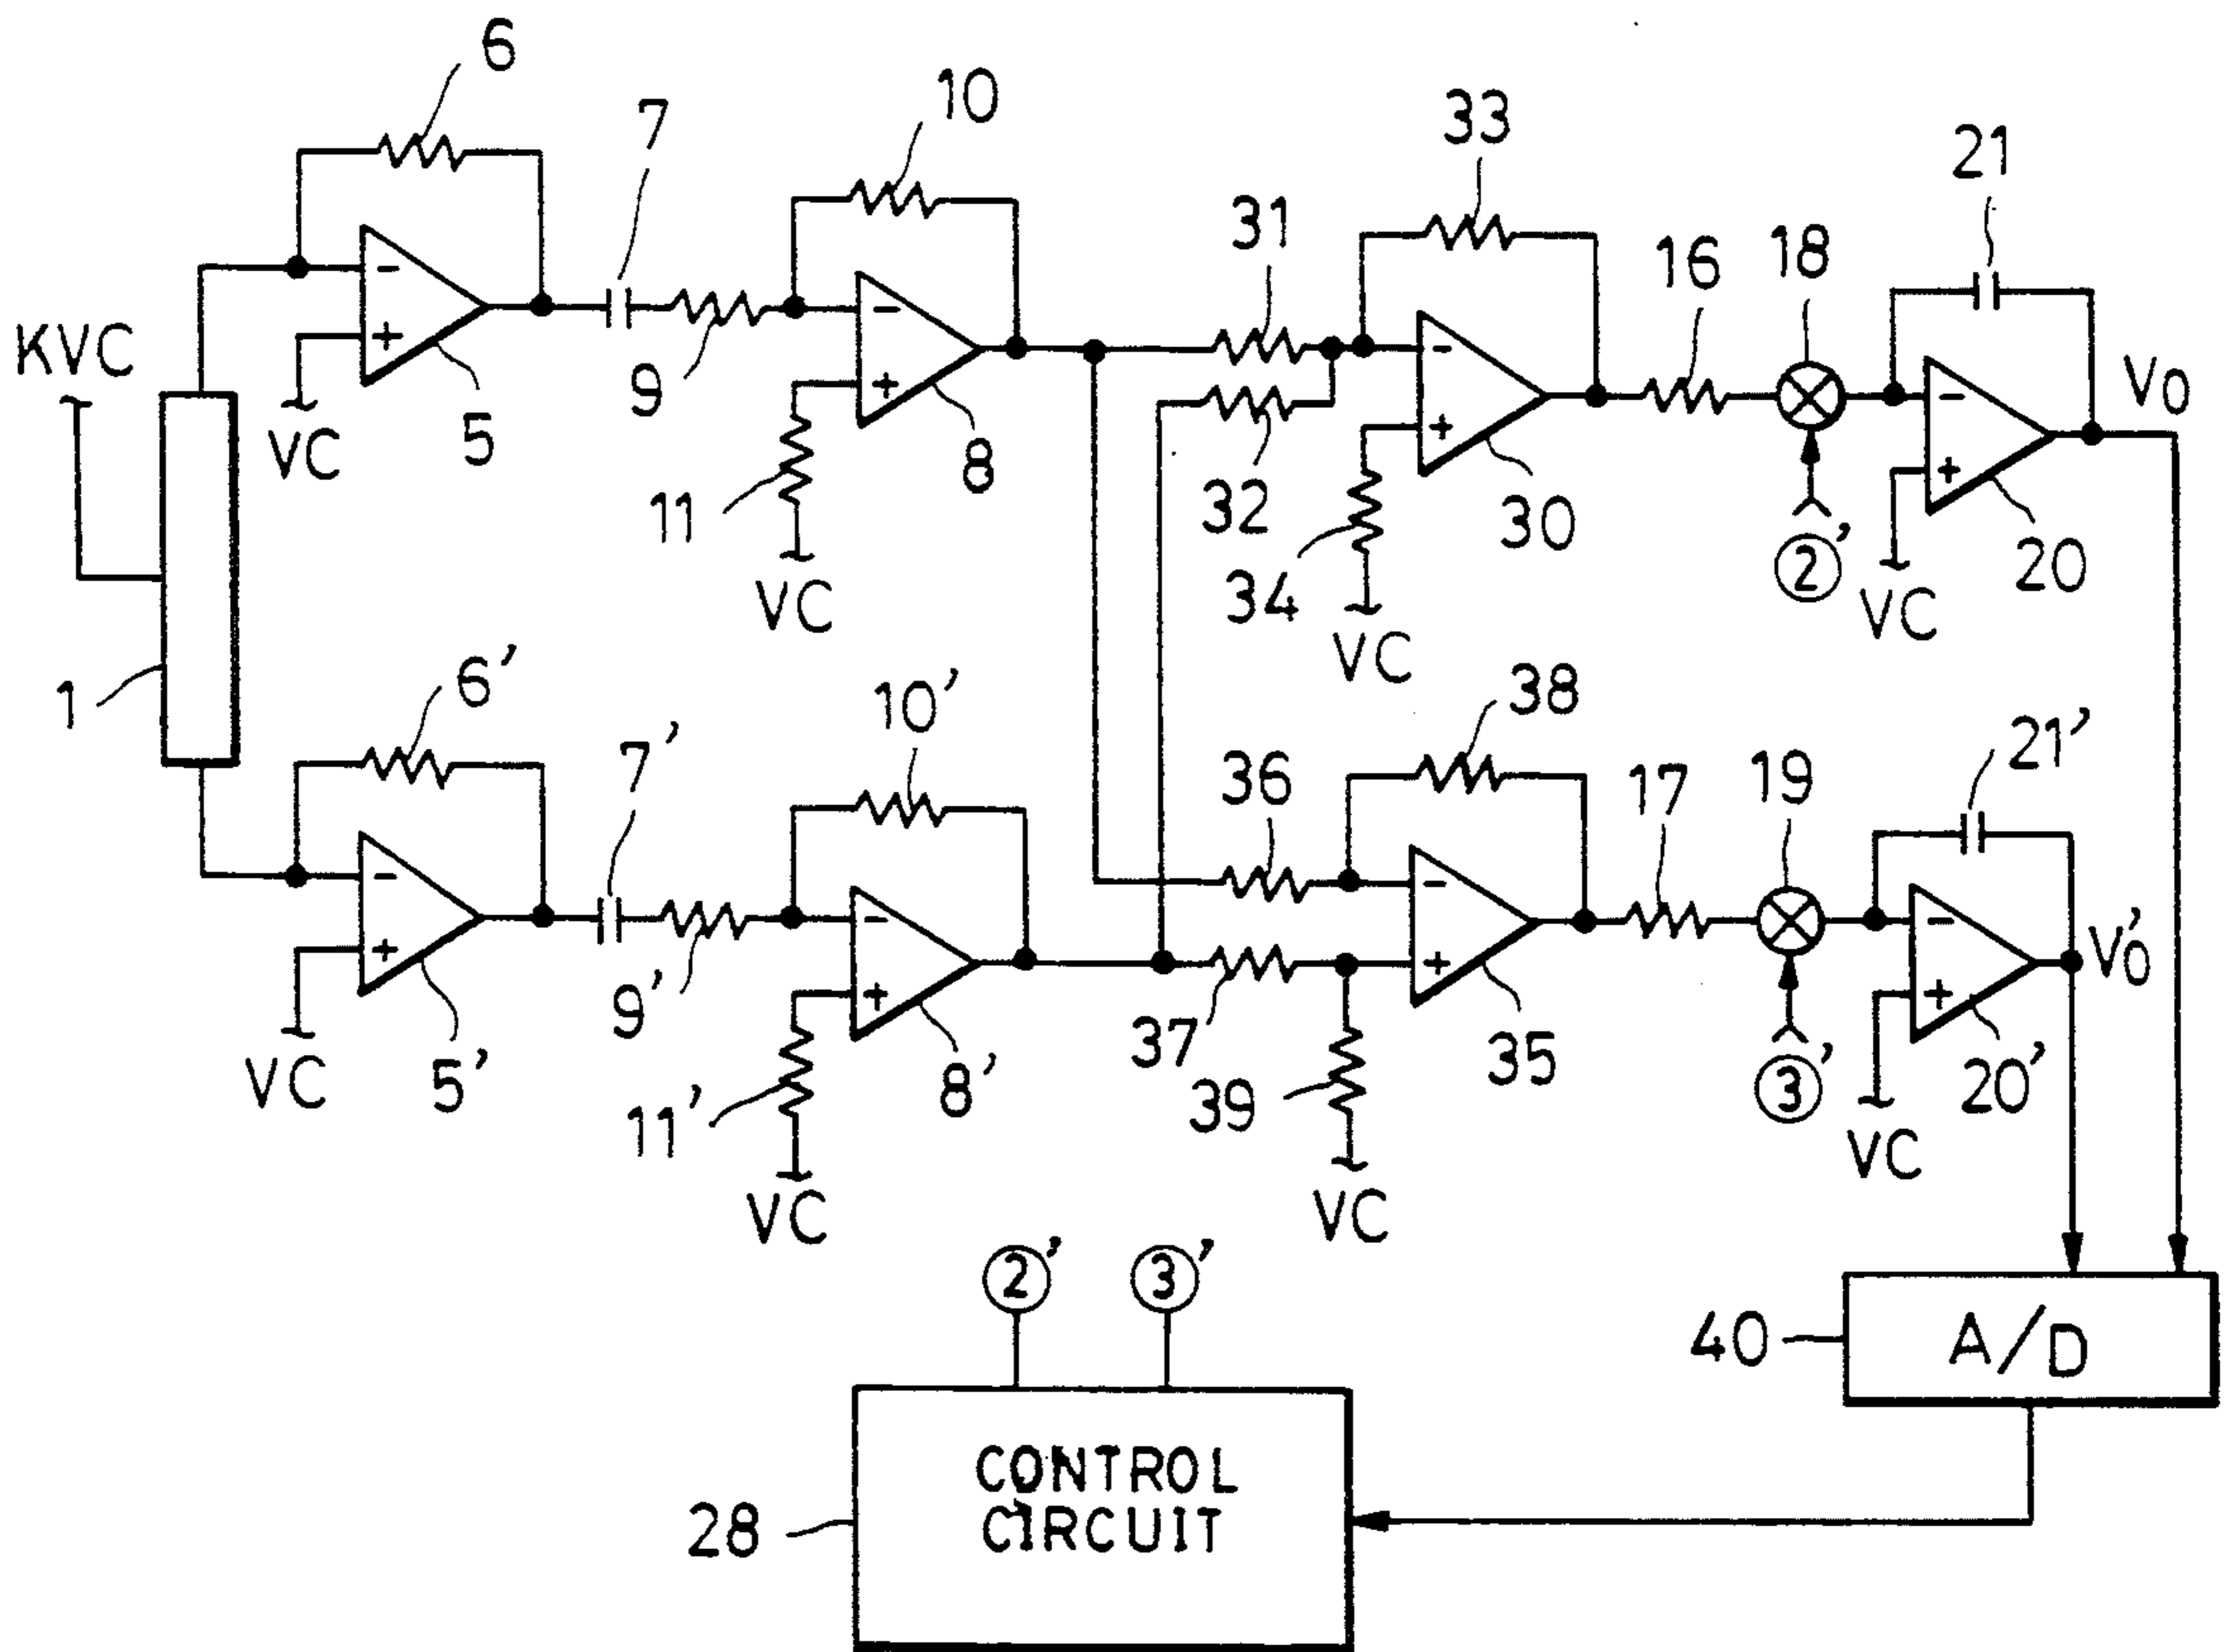 6
7
10
33
21
31
16
18
KVC
VC
5
9
11
8
32
34
30
②'
VO
20
VC
VC
VC
1
6'
7'
10'
36
38
17
19
21'
VC
5'
9'
11'
8'
37
39
35
③'
V'O
20'
VC
VC
VC
②'
③'
40
A/D
28
CONTROL
CIRCUIT